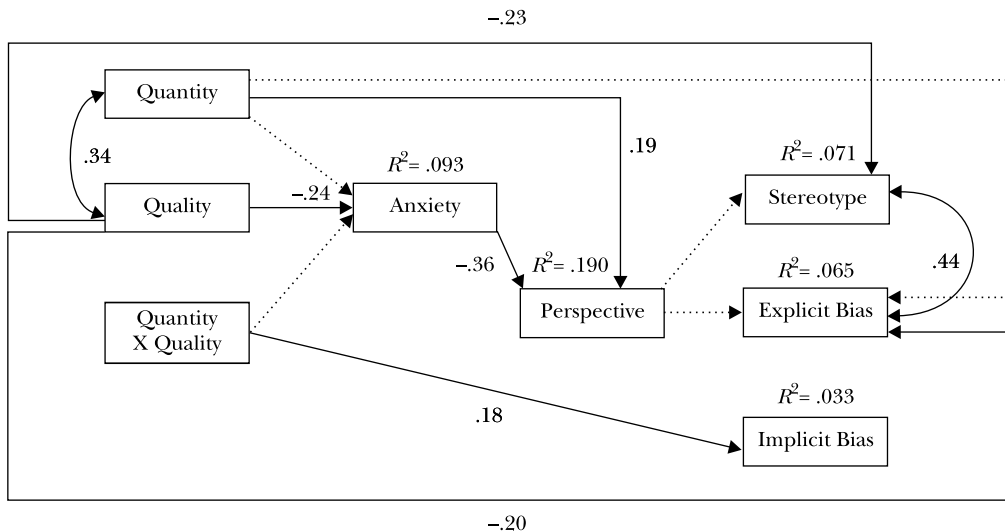 –.23
Quantity
.34
.19
R² = .093
R² = .071
–.24
Quality
Anxiety
Stereotype
–.36
R² = .190
R² = .065
.44
Quantity
X Quality
Perspective
Explicit Bias
.18
R² = .033
Implicit Bias
–.20